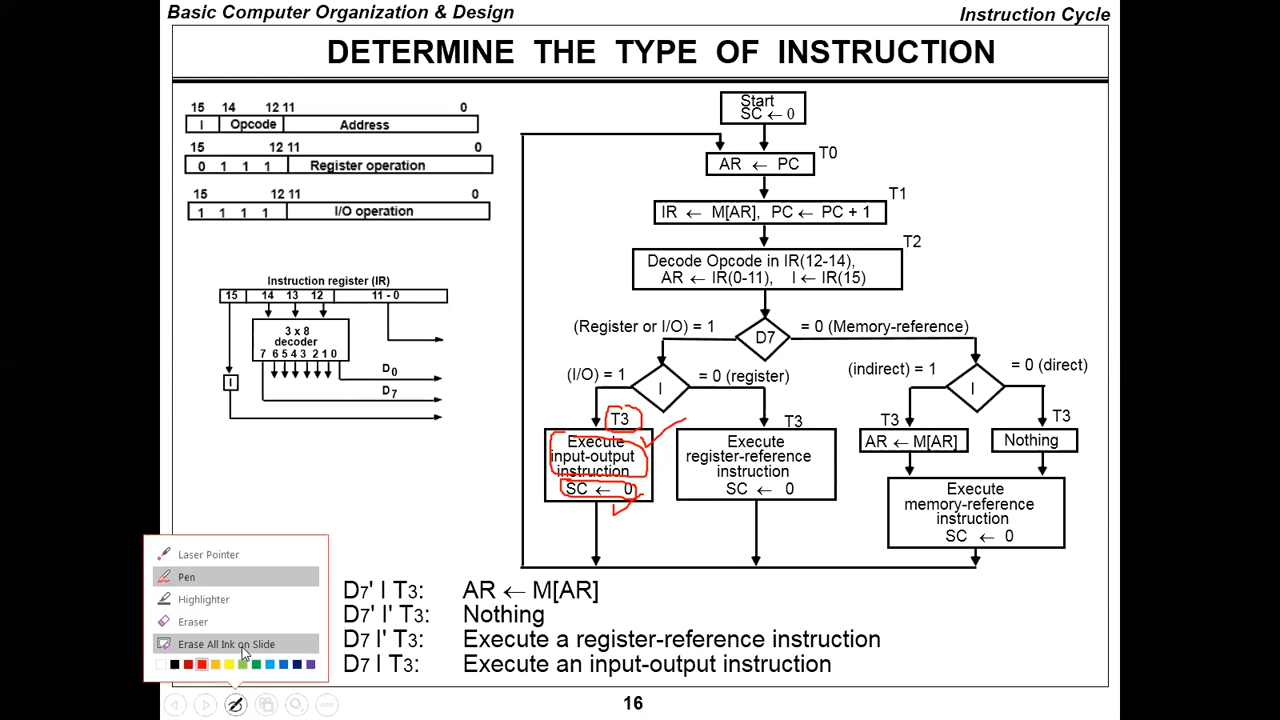 Basic Computer Organization & Design
Instruction Cycle
DETERMINE THE TYPE OF INSTRUCTION
15 14 12 11 0
I Opcode Address
15 12 11 0
0 1 1 1 Register operation
15 12 11 0
1 1 1 1 I/O operation
Instruction register (IR)
15 14 13 12 11 - 0
3 x 8
decoder
7 6 5 4 3 2 1 0
I
D0
D7
Start
SC ← 0
T0
AR ← PC
T1
IR ← M[AR], PC ← PC + 1
T2
Decode Opcode in IR(12-14),
AR ← IR(0-11), I ← IR(15)
(Register or I/O) = 1 D7 = 0 (Memory-reference)
(I/O) = 1 I = 0 (register)
(indirect) = 1 I = 0 (direct)
T3
Execute
input-output
instruction
SC ← 0
T3
Execute
register-reference
instruction
SC ← 0
T3
AR ← M[AR]
T3
Nothing
Execute
memory-reference
instruction
SC ← 0
D7' I T3: AR ← M[AR]
D7' I' T3: Nothing
D7 I' T3: Execute a register-reference instruction
D7 I T3: Execute an input-output instruction
Laser Pointer
Pen
Highlighter
Eraser
Erase All Ink on Slide
16